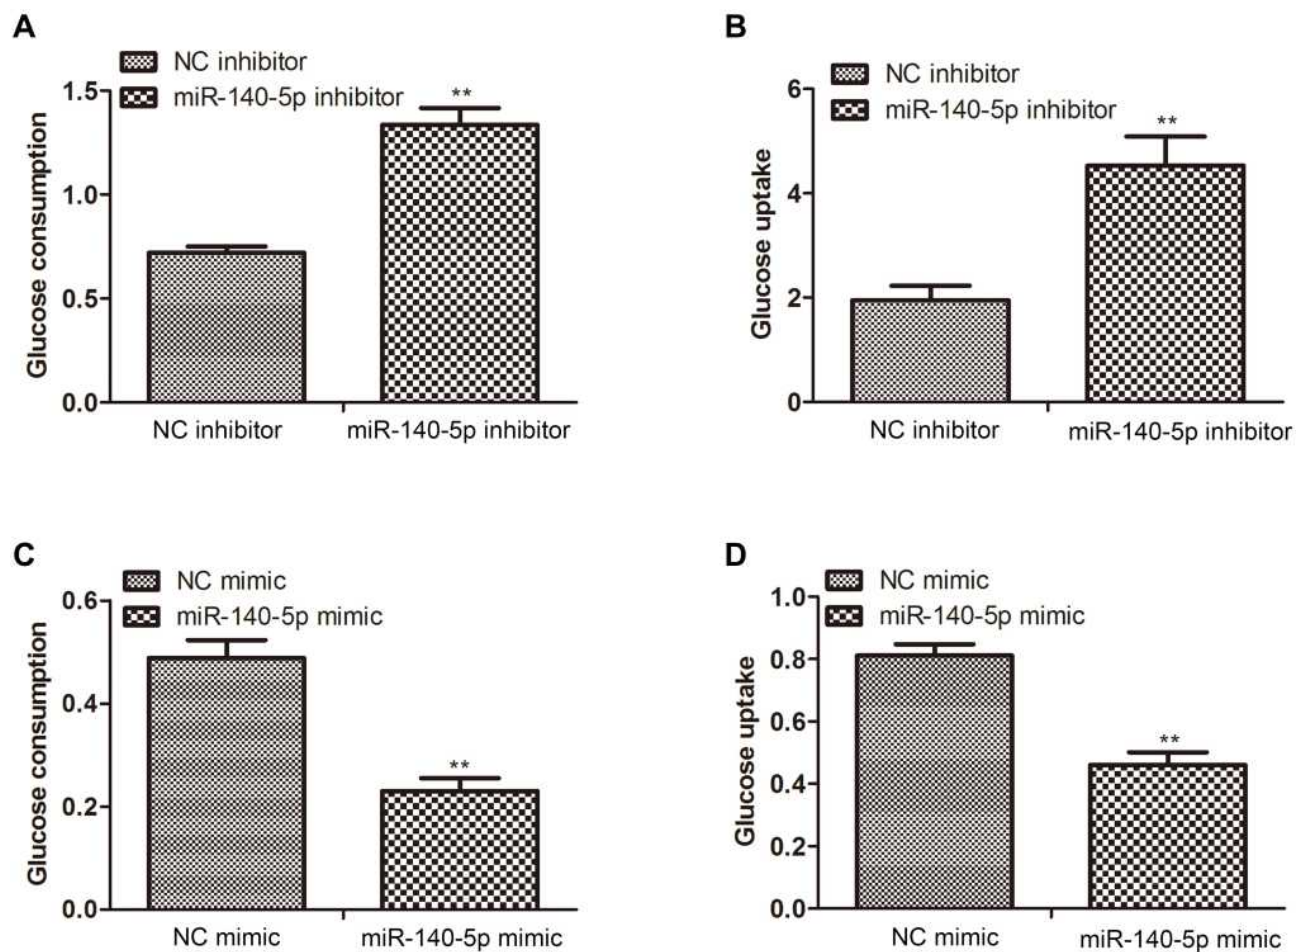 A
NC inhibitor
miR-140-5p inhibitor
Glucose consumption
1.5
1.0
0.5
0.0
**
NC inhibitor
miR-140-5p inhibitor
B
NC inhibitor
miR-140-5p inhibitor
Glucose uptake
6
4
2
0
**
NC inhibitor
miR-140-5p inhibitor
C
NC mimic
miR-140-5p mimic
Glucose consumption
0.6
0.4
0.2
0.0
**
NC mimic
miR-140-5p mimic
D
NC mimic
miR-140-5p mimic
Glucose uptake
1.0
0.8
0.6
0.4
0.2
0.0
**
NC mimic
miR-140-5p mimic